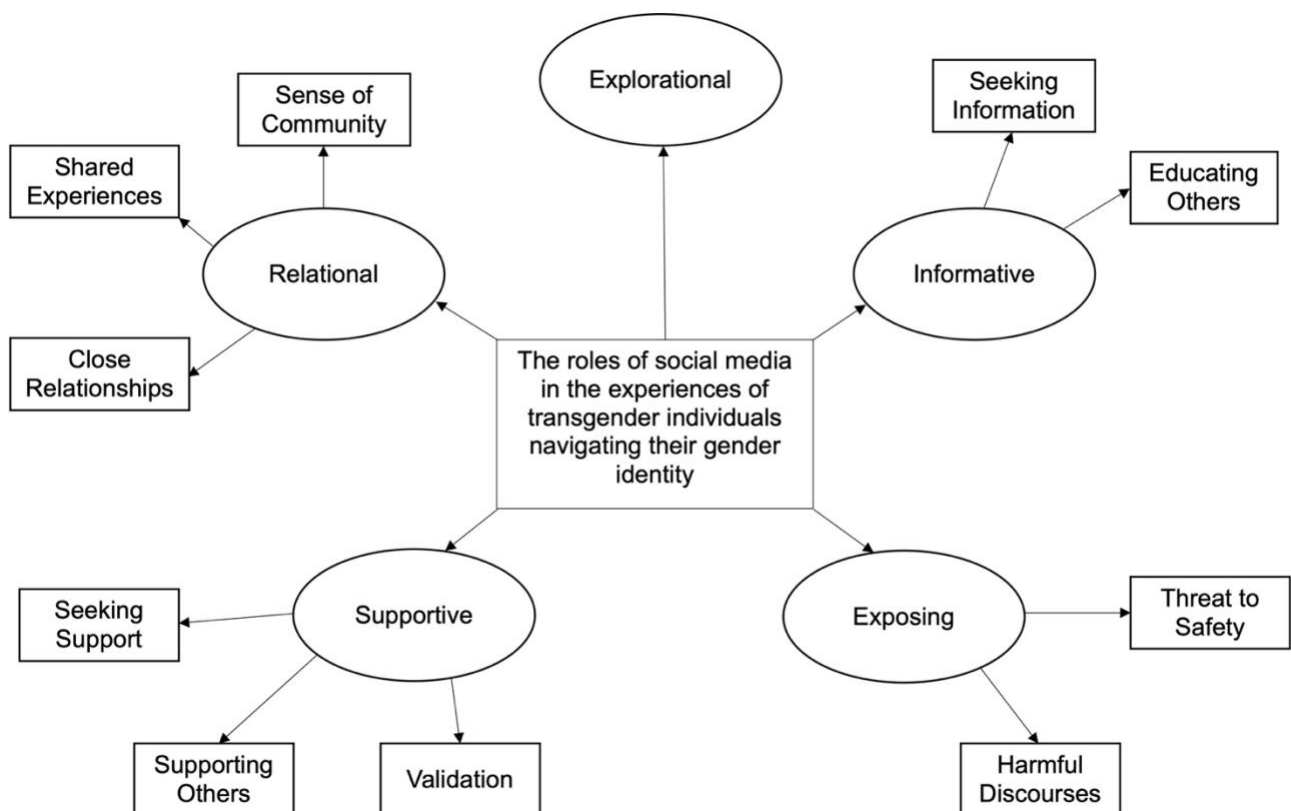 Explorational
Sense of
Community
Seeking
Information
Shared
Experiences
Educating
Others
Relational
Informative
Close
Relationships
The roles of social media
in the experiences of
transgender individuals
navigating their gender
identity
Seeking
Support
Supportive
Exposing
Threat to
Safety
Supporting
Others
Validation
Harmful
Discourses